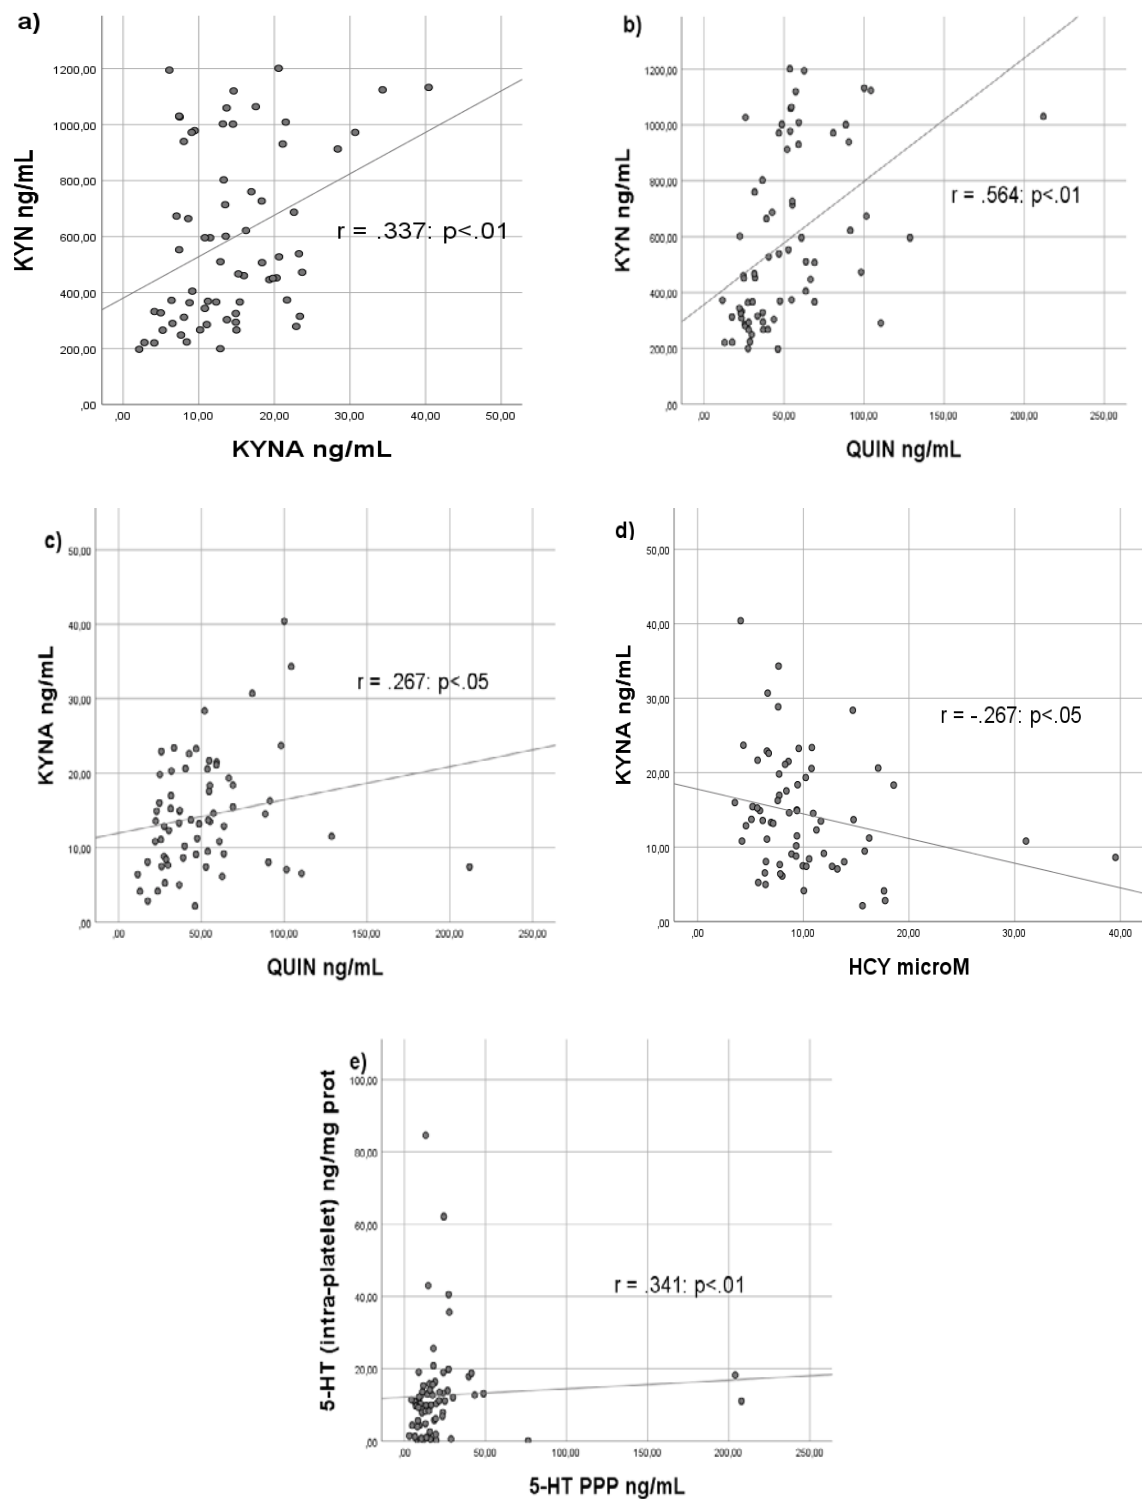 a)
KYN ng/mL
1200,00
1000,00
800,00
600,00
400,00
200,00
,00
r = .337: p<.01
,00 10,00 20,00 30,00 40,00 50,00
KYNA ng/mL
b)
KYN ng/mL
1200,00
1000,00
800,00
600,00
400,00
200,00
,00
r = .564: p<.01
,00 50,00 100,00 150,00 200,00 250,00
QUIN ng/mL
c)
KYNA ng/mL
50,00
40,00
30,00
20,00
10,00
,00
r = .267: p<.05
,00 50,00 100,00 150,00 200,00 250,00
QUIN ng/mL
d)
KYNA ng/mL
50,00
40,00
30,00
20,00
10,00
,00
r = -.267: p<.05
,00 10,00 20,00 30,00 40,00
HCY microM
e)
5-HT (intra-platelet) ng/mg prot
100,00
80,00
60,00
40,00
20,00
,00
r = .341: p<.01
,00 50,00 100,00 150,00 200,00 250,00
5-HT PPP ng/mL